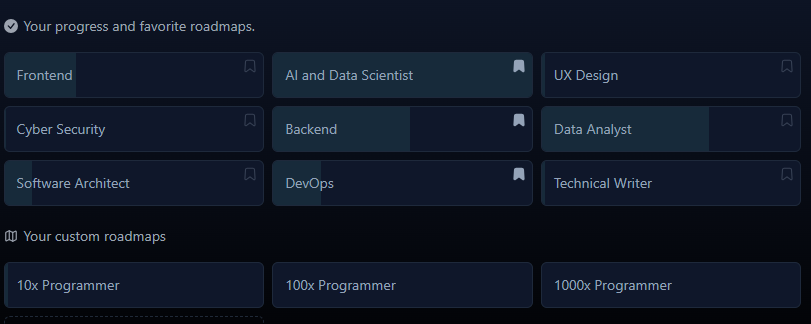 Your progress and favorite roadmaps.
Frontend
AI and Data Scientist
UX Design
Cyber Security
Backend
Data Analyst
Software Architect
DevOps
Technical Writer
Your custom roadmaps
10x Programmer
100x Programmer
1000x Programmer